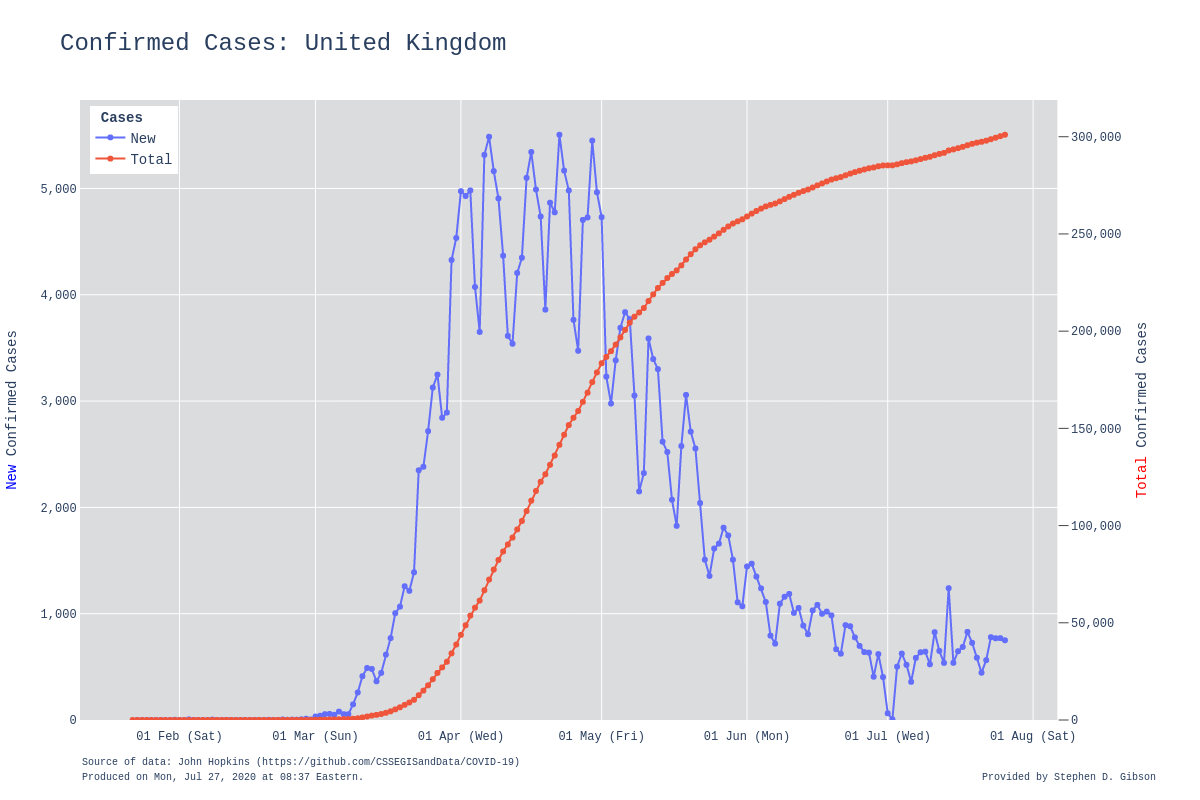 Confirmed Cases: United Kingdom
Cases
New
Total
5,000
4,000
3,000
2,000
1,000
0
New Confirmed Cases
300,000
250,000
200,000
150,000
100,000
50,000
0
Total Confirmed Cases
01 Feb (Sat) 01 Mar (Sun) 01 Apr (Wed) 01 May (Fri) 01 Jun (Mon) 01 Jul (Wed) 01 Aug (Sat)
Source of data: John Hopkins (https://github.com/CSSEGISandData/COVID-19)
Produced on Mon, Jul 27, 2020 at 08:37 Eastern.
Provided by Stephen D. Gibson